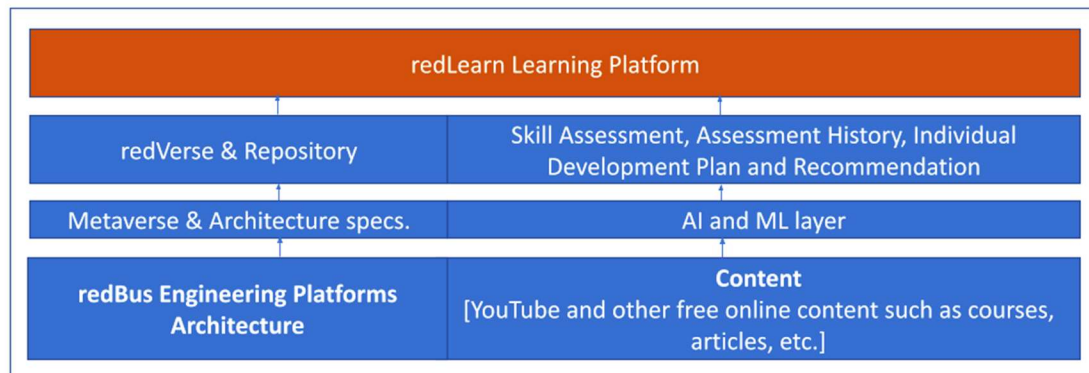 redLearn Learning Platform
redVerse & Repository
Skill Assessment, Assessment History, Individual
Development Plan and Recommendation
Metaverse & Architecture specs.
AI and ML layer
redBus Engineering Platforms
Architecture
Content
[YouTube and other free online content such as courses,
articles, etc.]